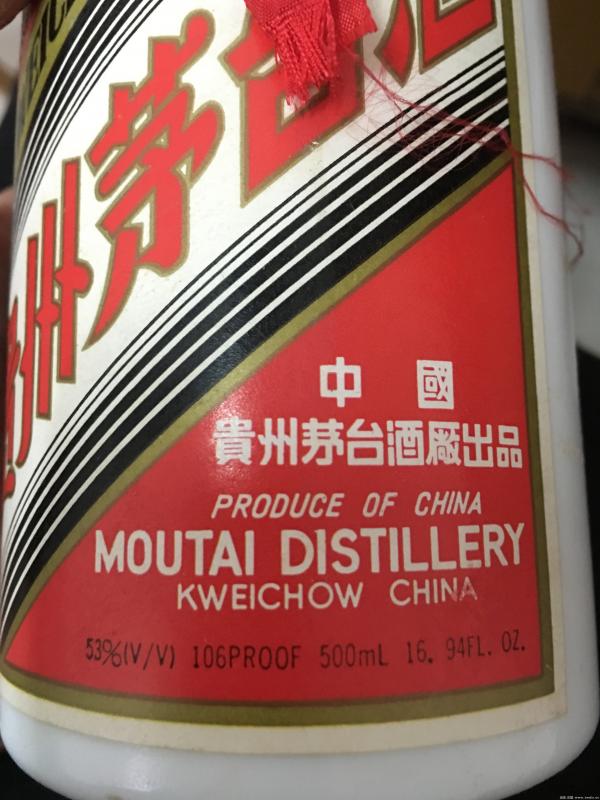 州茅台酒
中國
貴州茅台酒廠出品
PRODUCE OF CHINA
MOUTAI DISTILLERY
KWEICHOW CHINA
53%(V/V) 106PROOF 500mL 16. 94FL. OZ.